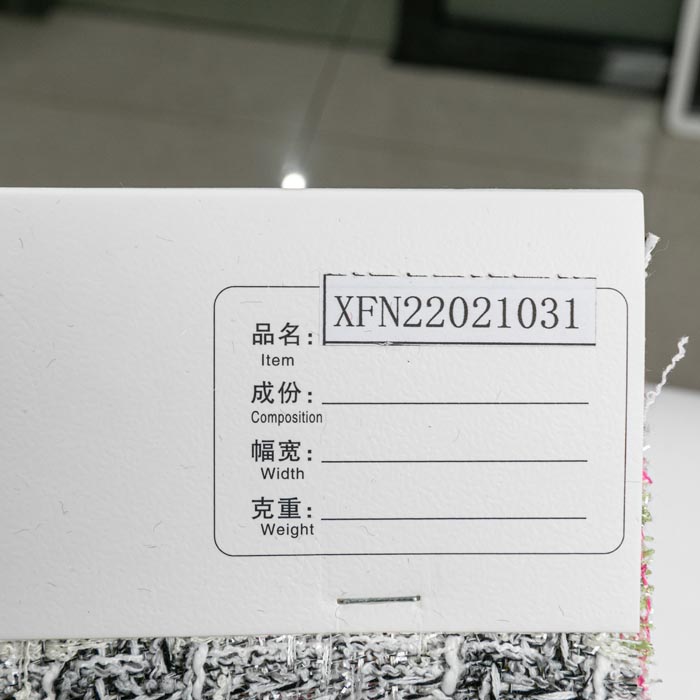 品名: XFN22021031
Item
成份:
Composition
幅宽:
Width
克重:
Weight